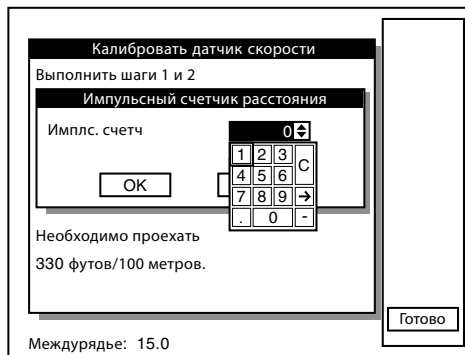 Калибровать датчик скорости
Выполнить шаги 1 и 2
Импульсный счетчик расстояния
Имплс. счетч 0
1 2 3 C
4 5 6
OK
7 8 9 →
. 0 -
Необходимо проехать
330 футов/100 метров.
Готово
Междурядье: 15.0